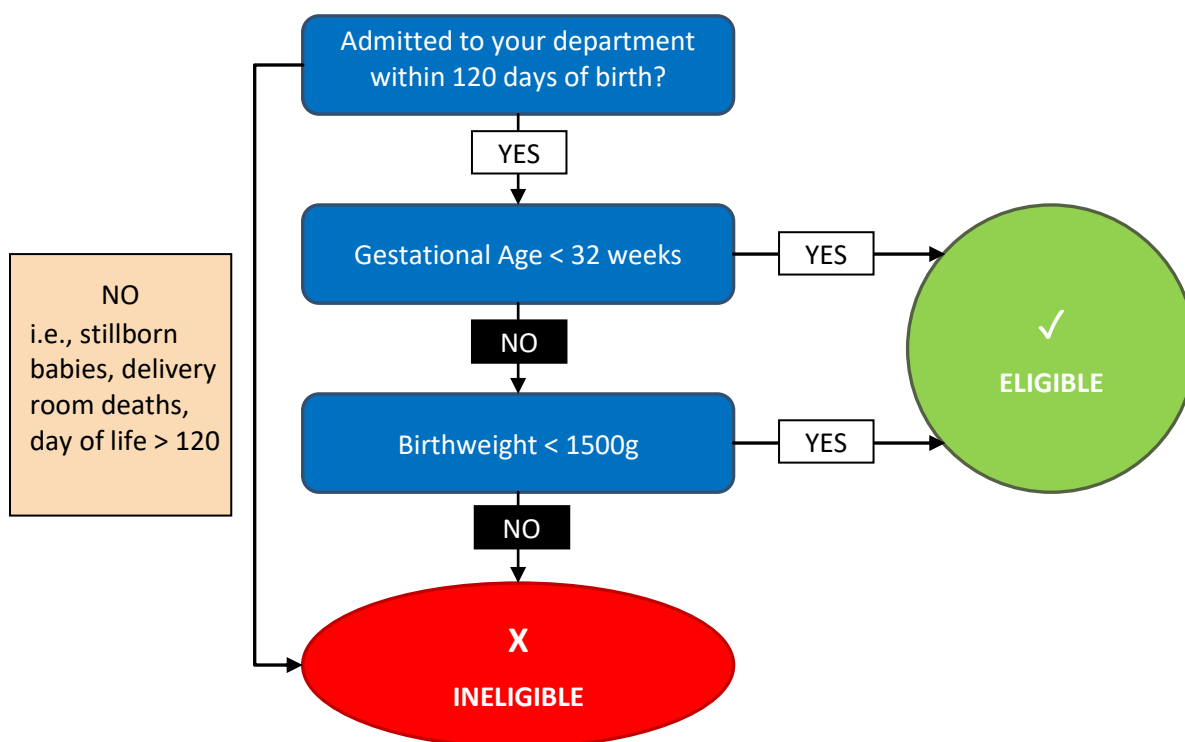 Admitted to your department
within 120 days of birth?
YES
Gestational Age < 32 weeks
YES
NO
i.e., stillborn
babies, delivery
room deaths,
day of life > 120
✓
ELIGIBLE
NO
Birthweight < 1500g
YES
NO
X
INELIGIBLE